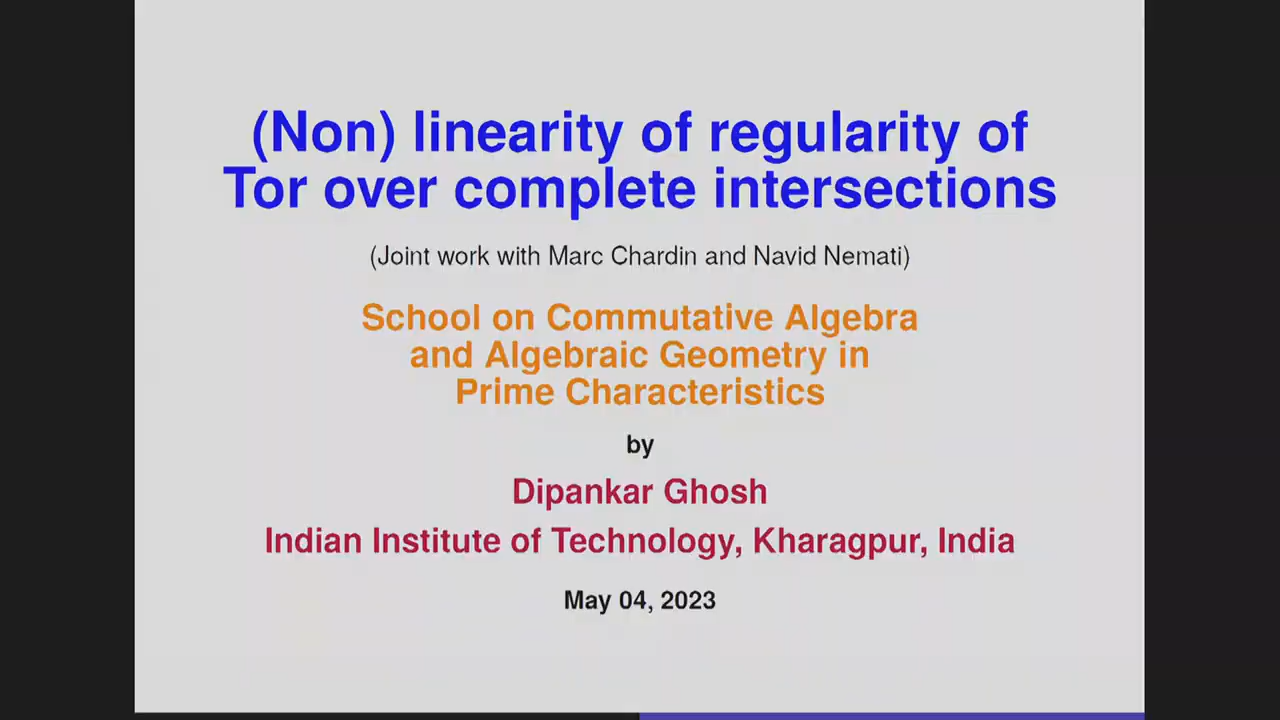 (Non) linearity of regularity of
Tor over complete intersections
(Joint work with Marc Chardin and Navid Nemati)
School on Commutative Algebra
and Algebraic Geometry in
Prime Characteristics
by
Dipankar Ghosh
Indian Institute of Technology, Kharagpur, India
May 04, 2023